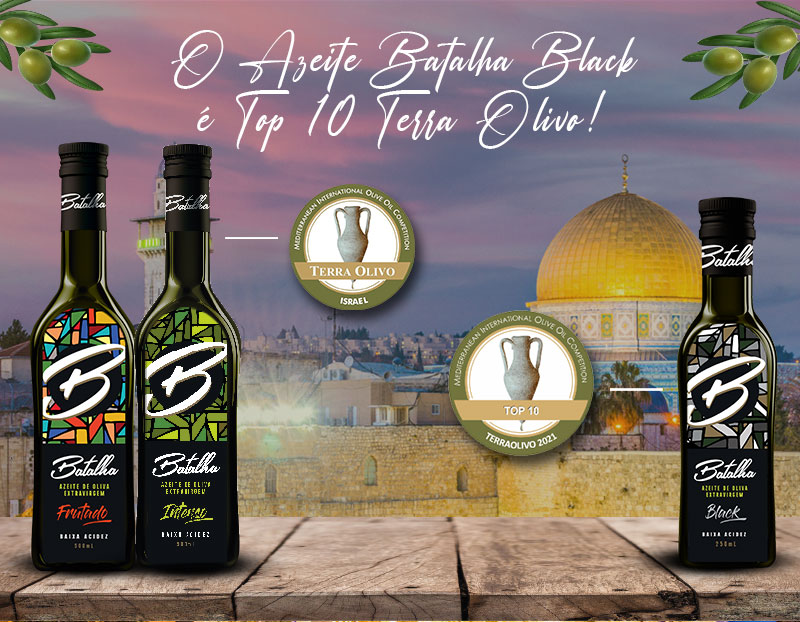 O Azeite Batalha Black
é Top 10 Terra Olivo!
Batalha
Batalha
MEDITERRANEAN INTERNATIONAL OLIVE OIL COMPETITION
TERRA OLIVO
ISRAEL
Batalha
MEDITERRANEAN INTERNATIONAL OLIVE OIL COMPETITION
TOP 10
TERRAOLIVO 2021
B
Batalha
AZEITE DE OLIVA
EXTRAVIRGEM
Frutado
BAIXA ACIDEZ
500ml
B
Batalha
AZEITE DE OLIVA
EXTRAVIRGEM
Intenso
BAIXA ACIDEZ
500ml
B
Batalha
AZEITE DE OLIVA
EXTRAVIRGEM
Black
BAIXA ACIDEZ
250ml